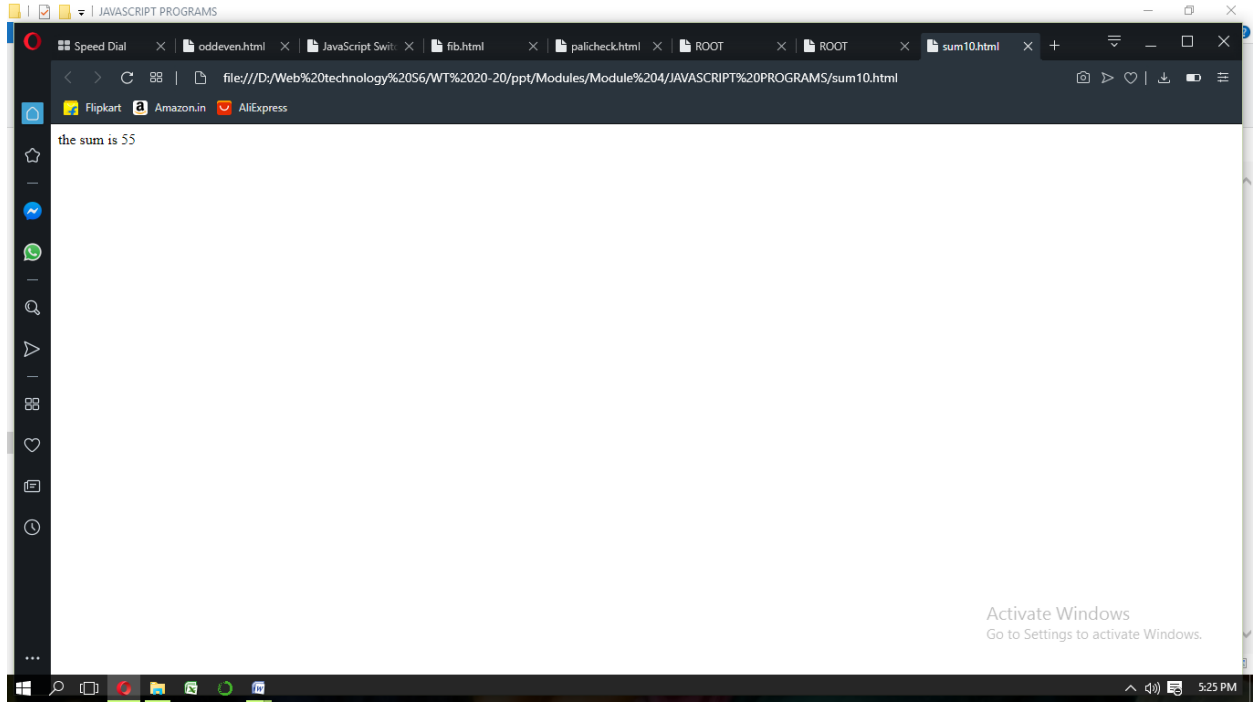 JAVASCRIPT PROGRAMS
Speed Dial oddeven.html JavaScript Swit fib.html palicheck.html ROOT ROOT sum10.html
file:///D:/Web%20technology%20S6/WT%2020-20/ppt/Modules/Module%204/JAVASCRIPT%20PROGRAMS/sum10.html
Flipkart a Amazon.in AliExpress
the sum is 55
Activate Windows
Go to Settings to activate Windows.
5:25 PM